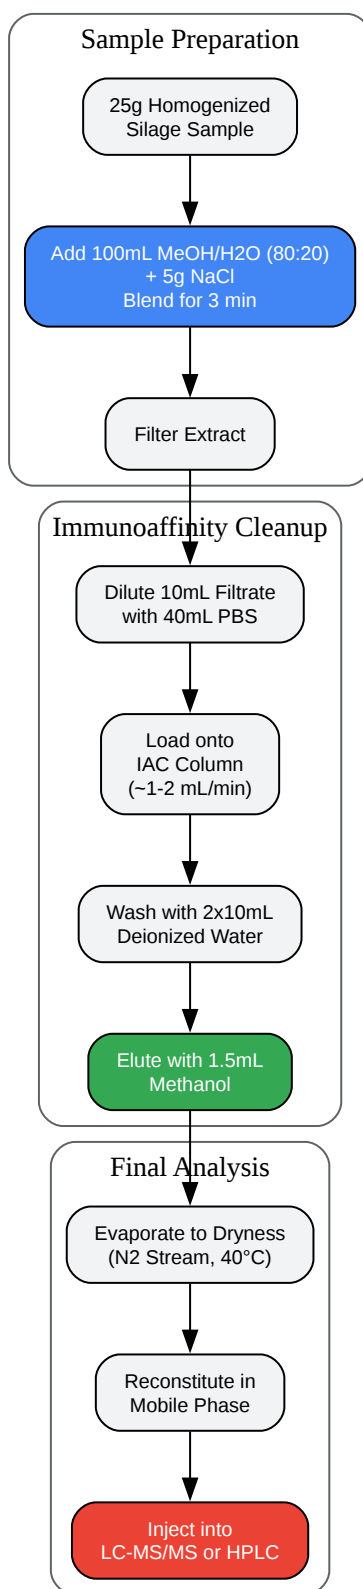 Sample Preparation
25g Homogenized
Silage Sample
Add 100mL MeOH/H2O (80:20)
+ 5g NaCl
Blend for 3 min
Filter Extract
Immunoaffinity Cleanup
Dilute 10mL Filtrate
with 40mL PBS
Load onto
IAC Column
(~1-2 mL/min)
Wash with 2x10mL
Deionized Water
Elute with 1.5mL
Methanol
Final Analysis
Evaporate to Dryness
(N2 Stream, 40°C)
Reconstitute in
Mobile Phase
Inject into
LC-MS/MS or HPLC